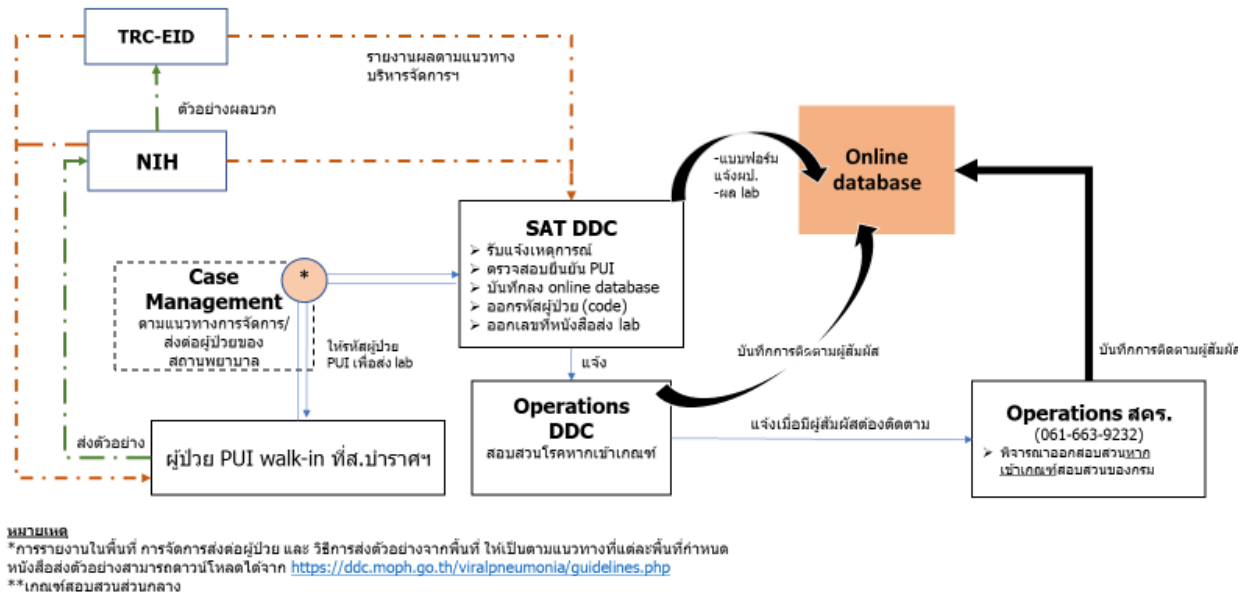 TRC-EID
รายงานผลตามแนวทาง
บริหารจัดการฯ
ตัวอย่างผลบวก
NIH
-แบบฟอร์ม
แจ้งผป.
-ผล lab
Online
database
SAT DDC
➢ รับแจ้งเหตุการณ์
➢ ตรวจสอบยืนยัน PUI
➢ บันทึกลง online database
➢ ออกรหัสผู้ป่วย (code)
➢ ออกเลขที่หนังสือส่ง lab
*
Case
Management
ตามแนวทางการจัดการ/
ส่งต่อผู้ป่วยของ
สถานพยาบาล
ให้รหัสผู้ป่วย
PUI เพื่อส่ง lab
แจ้ง
บันทึกการติดตามผู้สัมผัส
บันทึกการติดตามผู้สัมผัส
Operations
DDC
สอบสวนโรคหากเข้าเกณฑ์
แจ้งเมื่อมีผู้สัมผัสต้องติดตาม
Operations สคร.
(061-663-9232)
➢ พิจารณาออกสอบสวนหาก
เข้าเกณฑ์สอบสวนของกรม
ส่งตัวอย่าง
ผู้ป่วย PUI walk-in ที่ส.บำราศฯ
หมายเหตุ
*การรายงานในพื้นที่ การจัดการส่งต่อผู้ป่วย และ วิธีการส่งตัวอย่างจากพื้นที่ ให้เป็นตามแนวทางที่แต่ละพื้นที่กำหนด
หนังสือส่งตัวอย่างสามารถดาวน์โหลดได้จาก https://ddc.moph.go.th/viralpneumonia/guidelines.php
**เกณฑ์สอบสวนส่วนกลาง